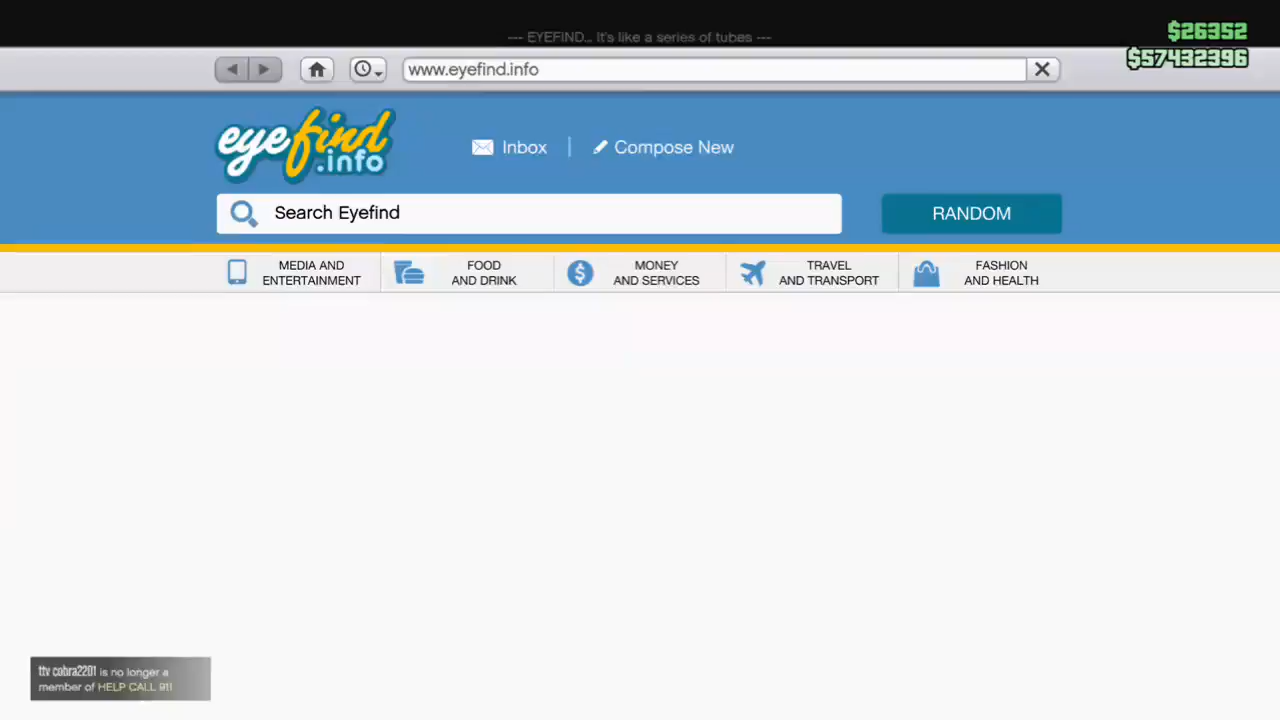 --- EYEFIND... It's like a series of tubes ---
$26352
$57432396
www.eyefind.info
eyefind
.info
Inbox
Compose New
Search Eyefind
RANDOM
MEDIA AND
ENTERTAINMENT
FOOD
AND DRINK
MONEY
AND SERVICES
TRAVEL
AND TRANSPORT
FASHION
AND HEALTH
ttv cobra2201 is no longer a
member of HELP CALL 911